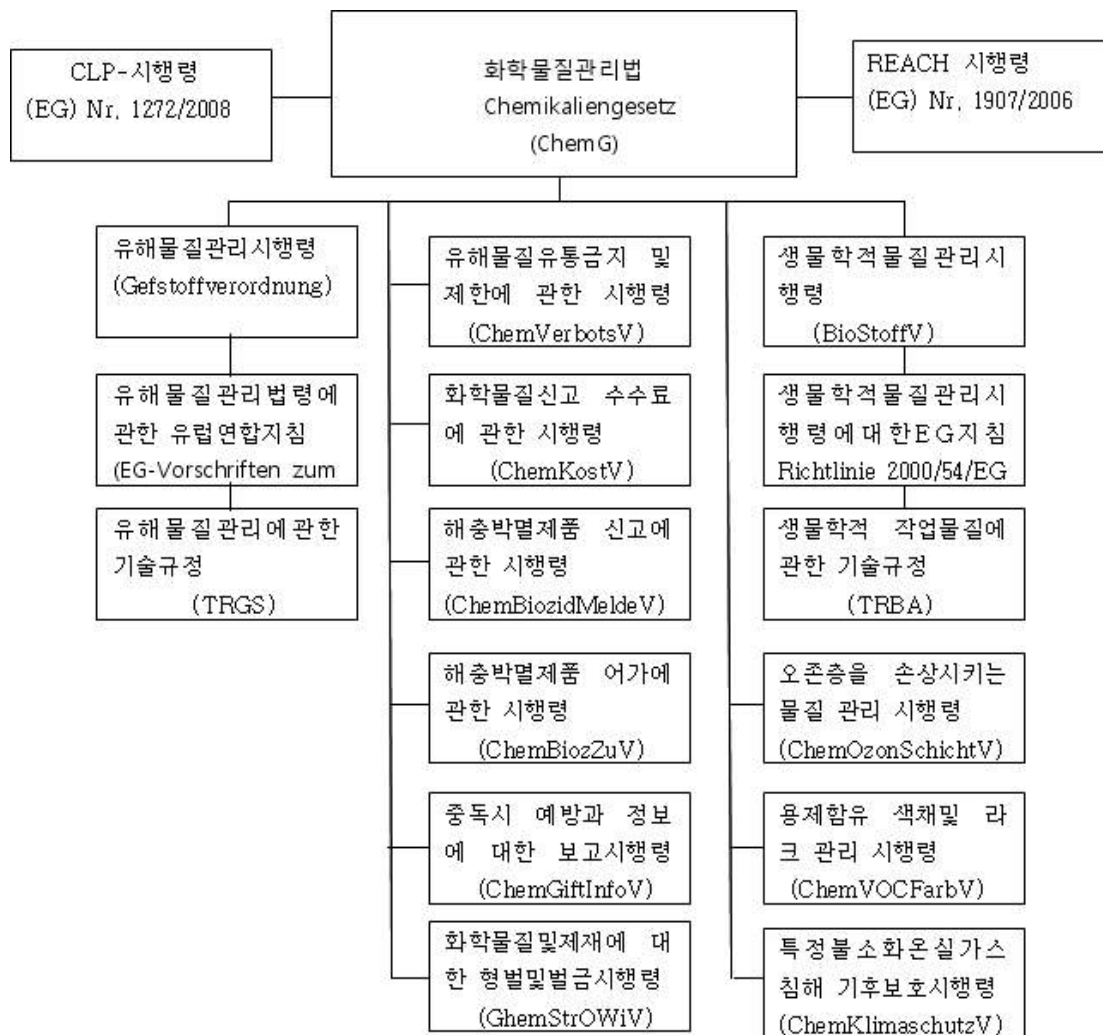 CLP-시행령
(EG) Nr. 1272/2008
화학물질관리법
Chemikaliengesetz
(ChemG)
REACH 시행령
(EG) Nr. 1907/2006
유해물질관리시행령
(Gefstoffverordnung)
유해물질관리법령에
관한 유럽연합지침
(EG-Vorschriften zum
유해물질관리에관한
기술규정
(TRGS)
유해물질유통금지 및
제한에 관한 시행령
(ChemVerbotsV)
화학물질신고 수수료
에 관한 시행령
(ChemKostV)
해충박멸제품 신고에
관한 시행령
(ChemBiozidMeldeV)
해충박멸제품 어가에
관한 시행령
(ChemBiozZuV)
중독시 예방과 정보
에 대한 보고시행령
(ChemGiftInfoV)
화학물질및제재에 대
한 형벌및벌금시행령
(GhemStrOWiV)
생물학적물질관리시
행령
(BioStoffV)
생물학적물질관리시
행령에대한EG지침
Richtlinie 2000/54/EG
생물학적 작업물질에
관한 기술규정
(TRBA)
오존층을 손상시키는
물질 관리 시행령
(ChemOzonSchichtV)
용제함유 색채및 라
크 관리 시행령
(ChemVOCFarbV)
특정불소화온실가스
침해 기후보호시행령
(ChemKlimaschutzV)